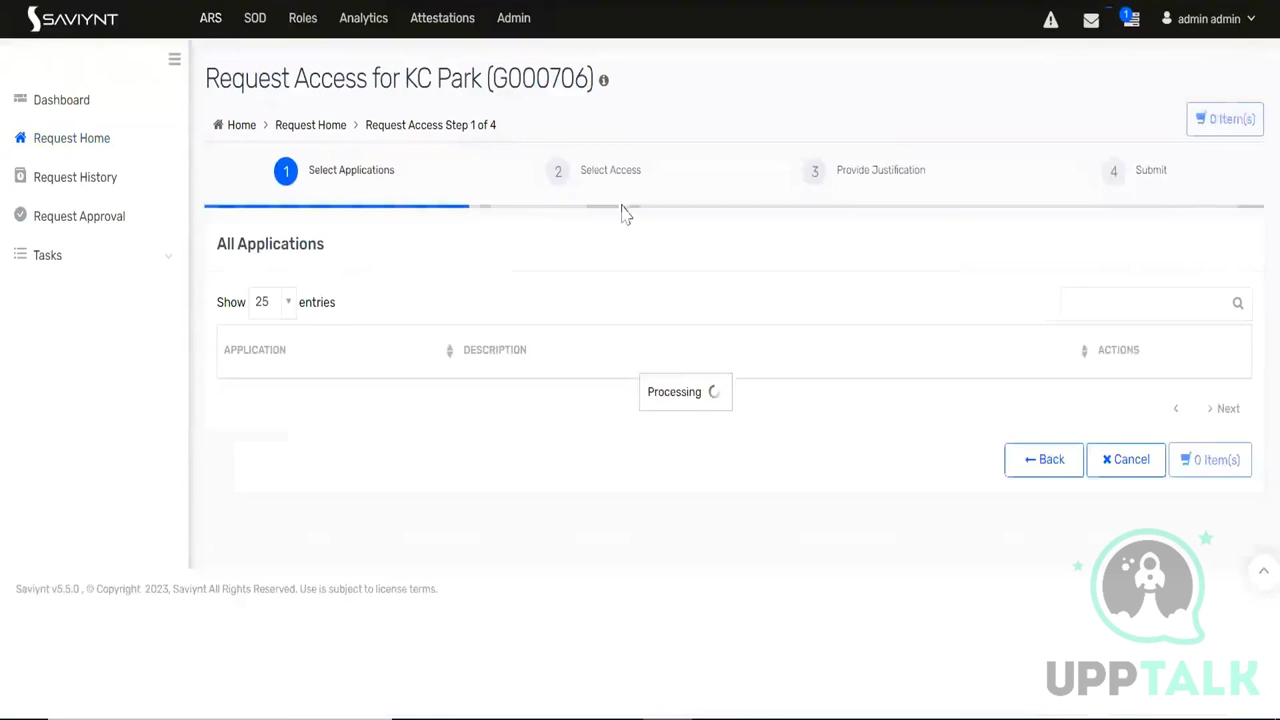 SAVIYNT
ARS SOD Roles Analytics Attestations Admin
1
admin admin
Dashboard
Request Home
Request History
Request Approval
Tasks
Request Access for KC Park (G000706)
Home > Request Home > Request Access Step 1 of 4
0 Item(s)
1 Select Applications
2 Select Access
3 Provide Justification
4 Submit
All Applications
Show 25 entries
APPLICATION DESCRIPTION ACTIONS
Processing
Next
Back Cancel 0 Item(s)
Saviynt v5.5.0 , © Copyright 2023, Saviynt All Rights Reserved. Use is subject to license terms.
UPPTALK